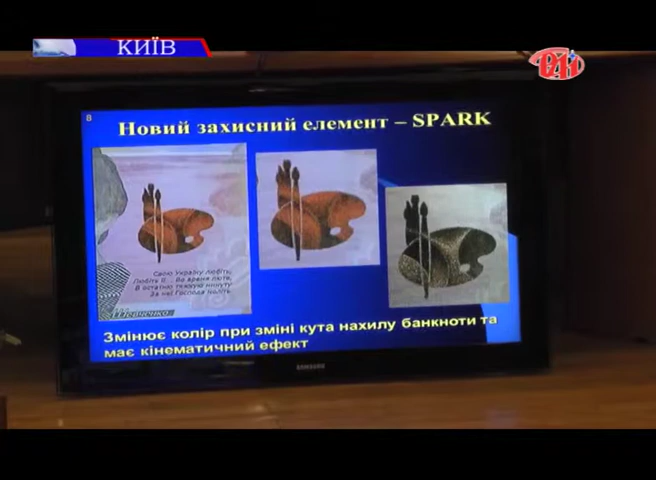 КИЇВ
8
Новий захисний елемент – SPARK
Свою Україну любіть,
Любіть її... Во время люте,
В остатню тяжкую минуту
За неї Господа моліть.
Т Шевченко
Змінює колір при зміні кута нахилу банкноти та
має кінематичний ефект
SAMSUNG